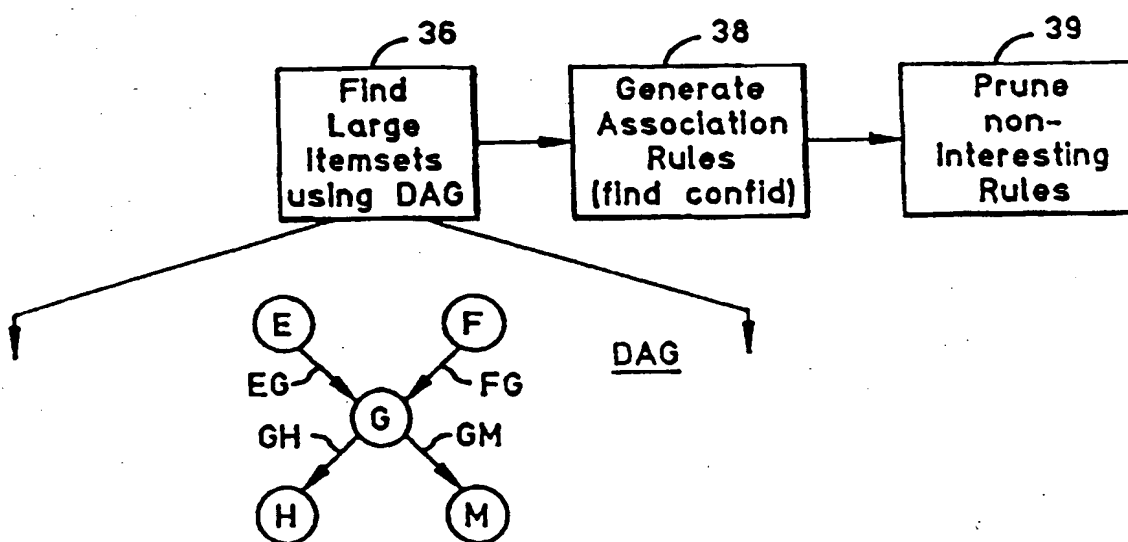 36
Find
Large
Itemsets
using DAG
38
Generate
Association
Rules
(find confid)
39
Prune
non-
Interesting
Rules
E
F
DAG
EG
FG
G
GH
GM
H
M